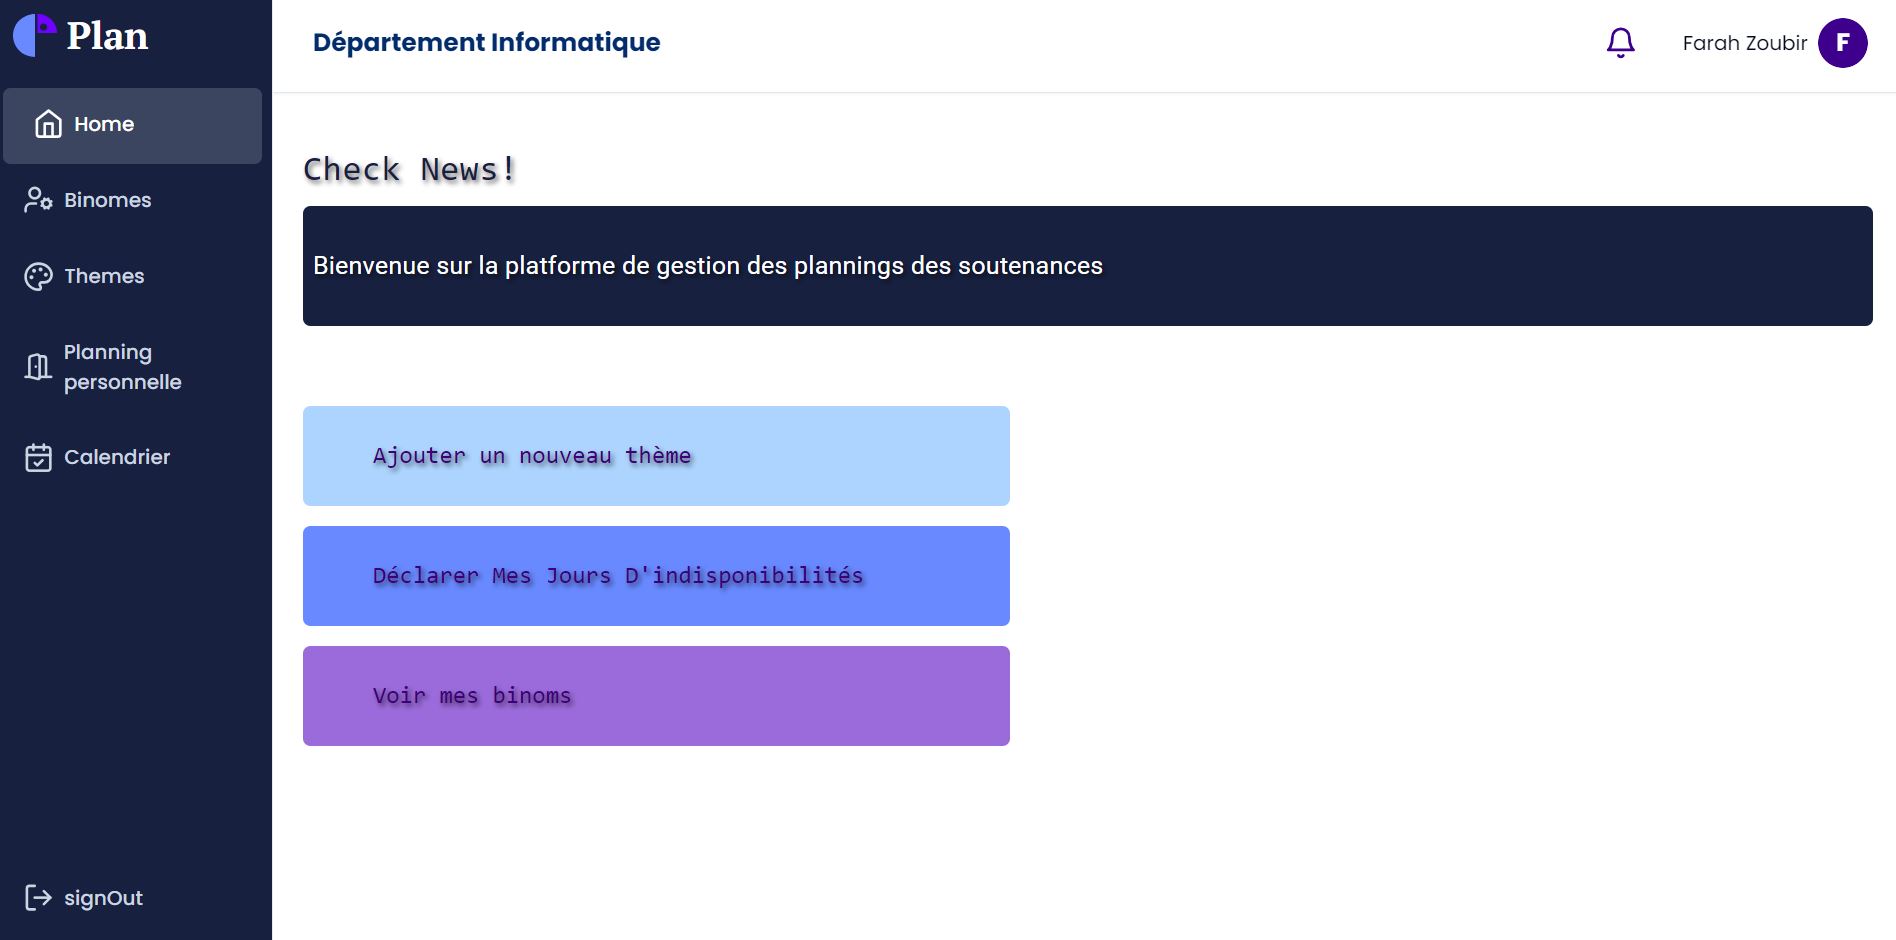 Plan
Département Informatique
Farah Zoubir
F
Home
Binomes
Themes
Planning
personnelle
Calendrier
signOut
Check News!
Bienvenue sur la platforme de gestion des plannings des soutenances
Ajouter un nouveau thème
Déclarer Mes Jours D'indisponibilités
Voir mes binoms